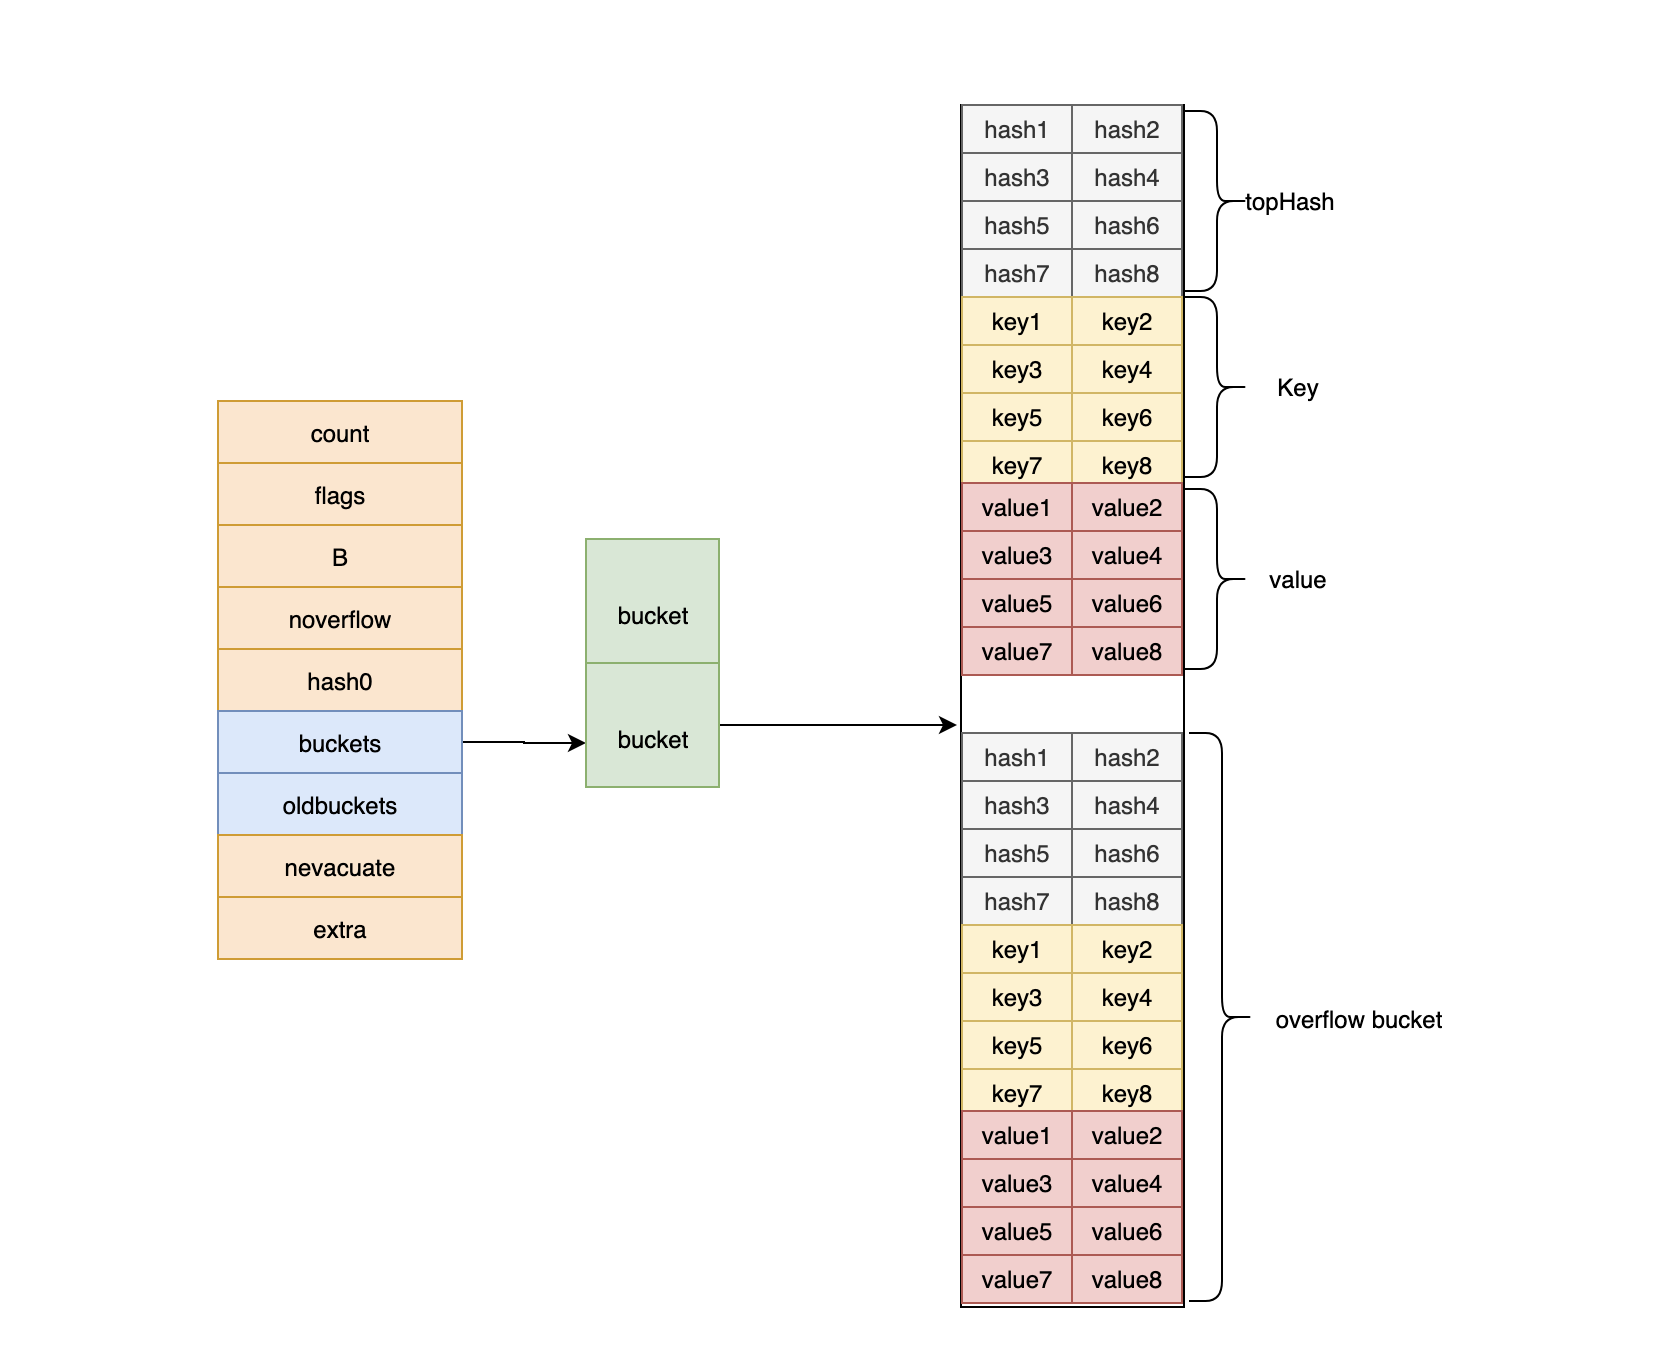 count
flags
B
noverflow
hash0
buckets
oldbuckets
nevacuate
extra
bucket
bucket
hash1 hash2
hash3 hash4
hash5 hash6
hash7 hash8
topHash
key1 key2
key3 key4
key5 key6
key7 key8
Key
value1 value2
value3 value4
value5 value6
value7 value8
value
hash1 hash2
hash3 hash4
hash5 hash6
hash7 hash8
key1 key2
key3 key4
key5 key6
key7 key8
value1 value2
value3 value4
value5 value6
value7 value8
overflow bucket